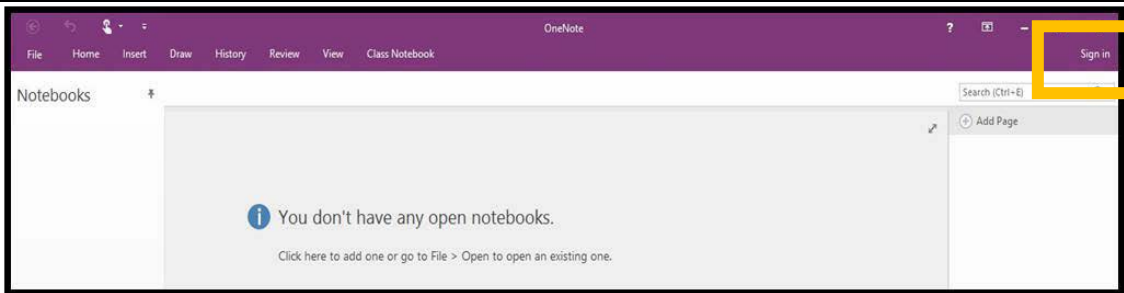 OneNote
?
File Home Insert Draw History Review View Class Notebook
Sign in
Notebooks
Search (Ctrl+E)
Add Page
You don't have any open notebooks.
Click here to add one or go to File > Open to open an existing one.